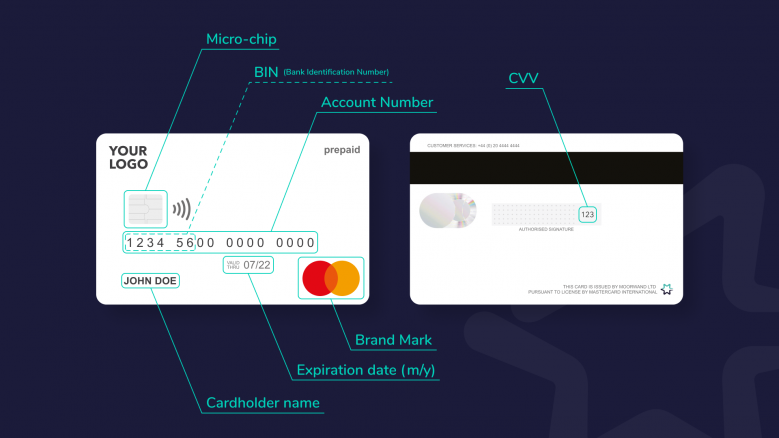 Micro-chip
BIN (Bank Identification Number)
CVV
Account Number
YOUR
LOGO
prepaid
1234 5600 0000 0000
VALID
THRU 07/22
JOHN DOE
CUSTOMER SERVICES, +44 (0) 20 4444 4444
123
AUTHORISED SIGNATURE
THIS CARD IS ISSUED BY MOORWAND LTD
PURSUANT TO LICENSE BY MASTERCARD INTERNATIONAL
Brand Mark
Expiration date (m/y)
Cardholder name